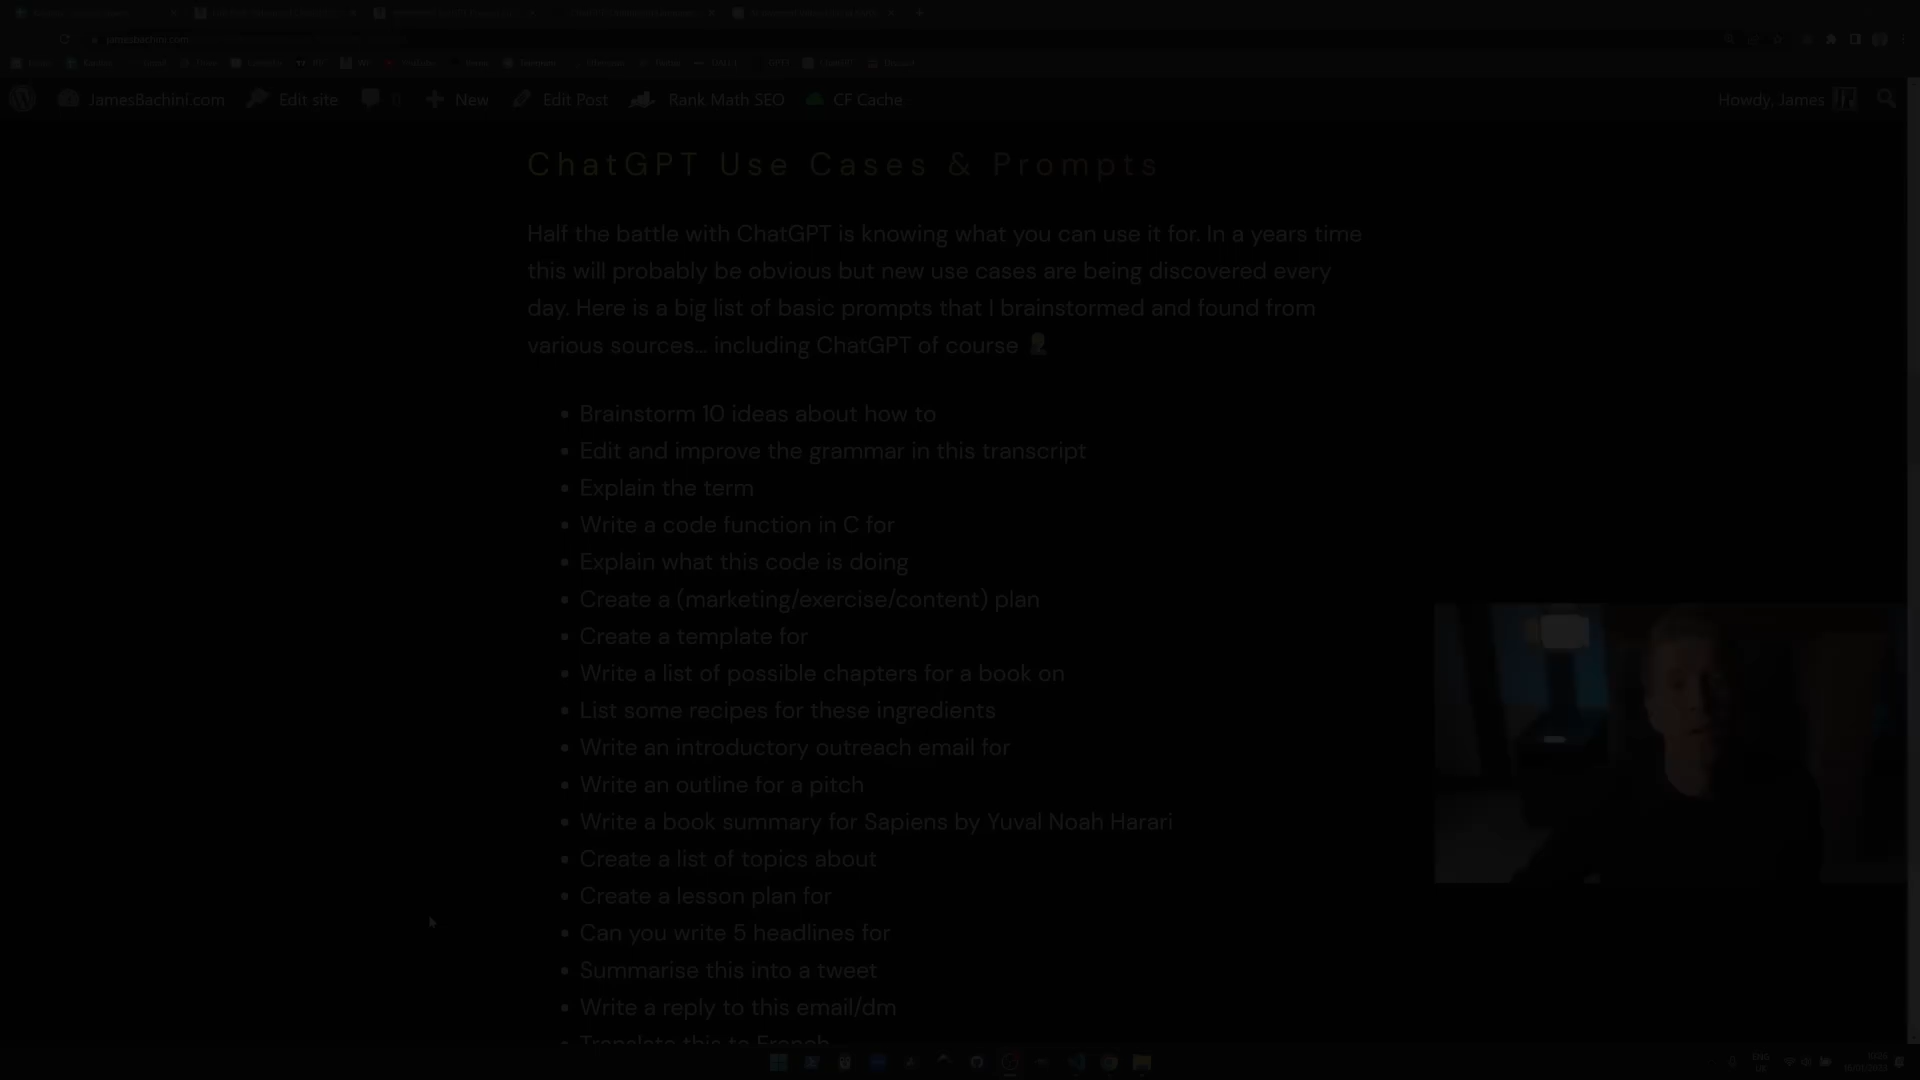 jamesbachini.com
JamesBachini.com
Edit site
0
New
Edit Post
Rank Math SEO
CF Cache
Howdy, James
ChatGPT Use Cases & Prompts
Half the battle with ChatGPT is knowing what you can use it for. In a years time
this will probably be obvious but new use cases are being discovered every
day. Here is a big list of basic prompts that I brainstormed and found from
various sources... including ChatGPT of course
• Brainstorm 10 ideas about how to
• Edit and improve the grammar in this transcript
• Explain the term
• Write a code function in C for
• Explain what this code is doing
• Create a (marketing/exercise/content) plan
• Create a template for
• Write a list of possible chapters for a book on
• List some recipes for these ingredients
• Write an introductory outreach email for
• Write an outline for a pitch
• Write a book summary for Sapiens by Yuval Noah Harari
• Create a list of topics about
• Create a lesson plan for
• Can you write 5 headlines for
• Summarise this into a tweet
• Write a reply to this email/dm
• Translate this to French
ENG